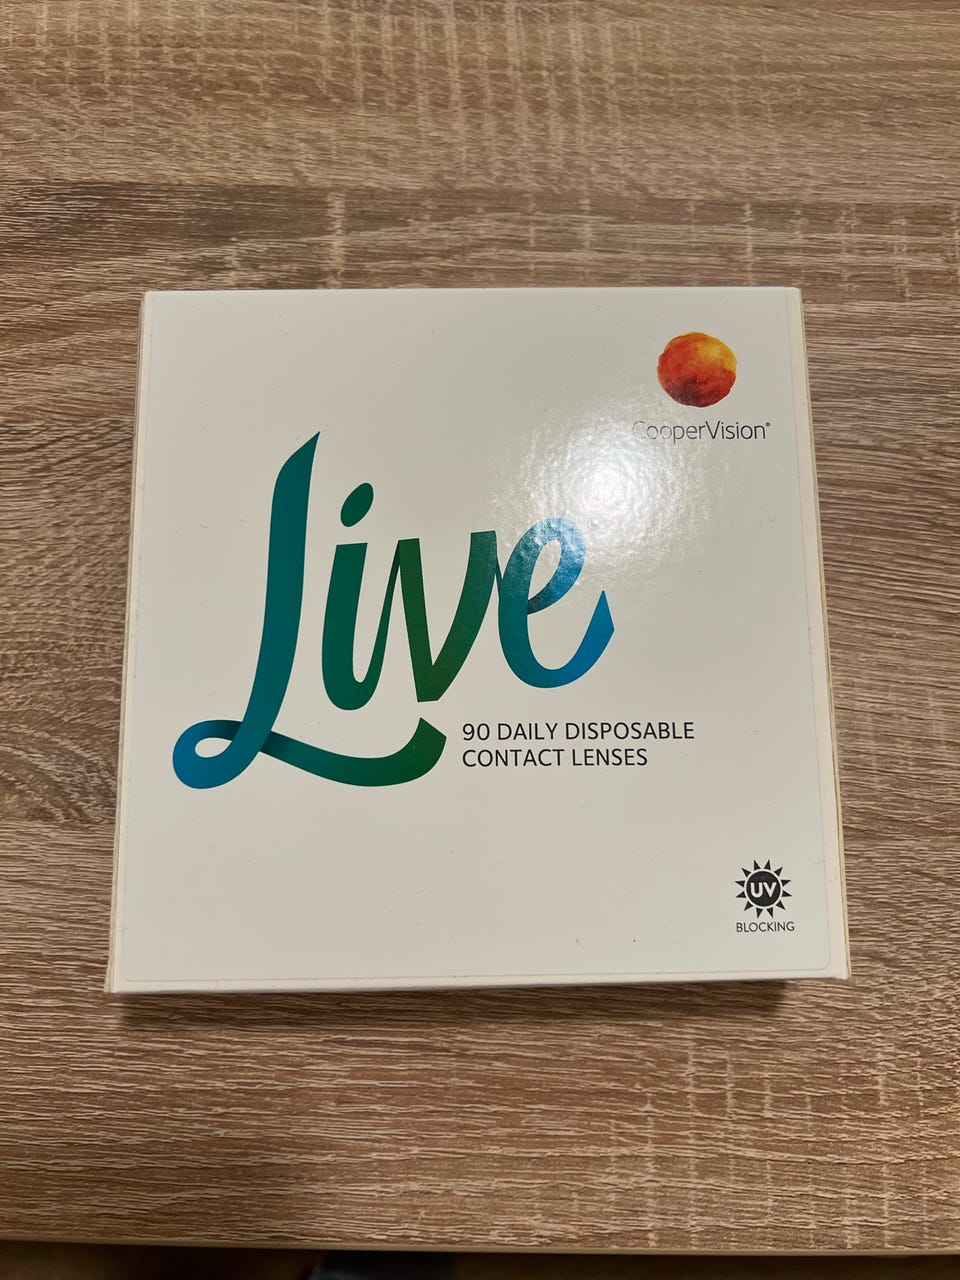 CooperVision®
Live®
90 DAILY DISPOSABLE
CONTACT LENSES
UV
BLOCKING